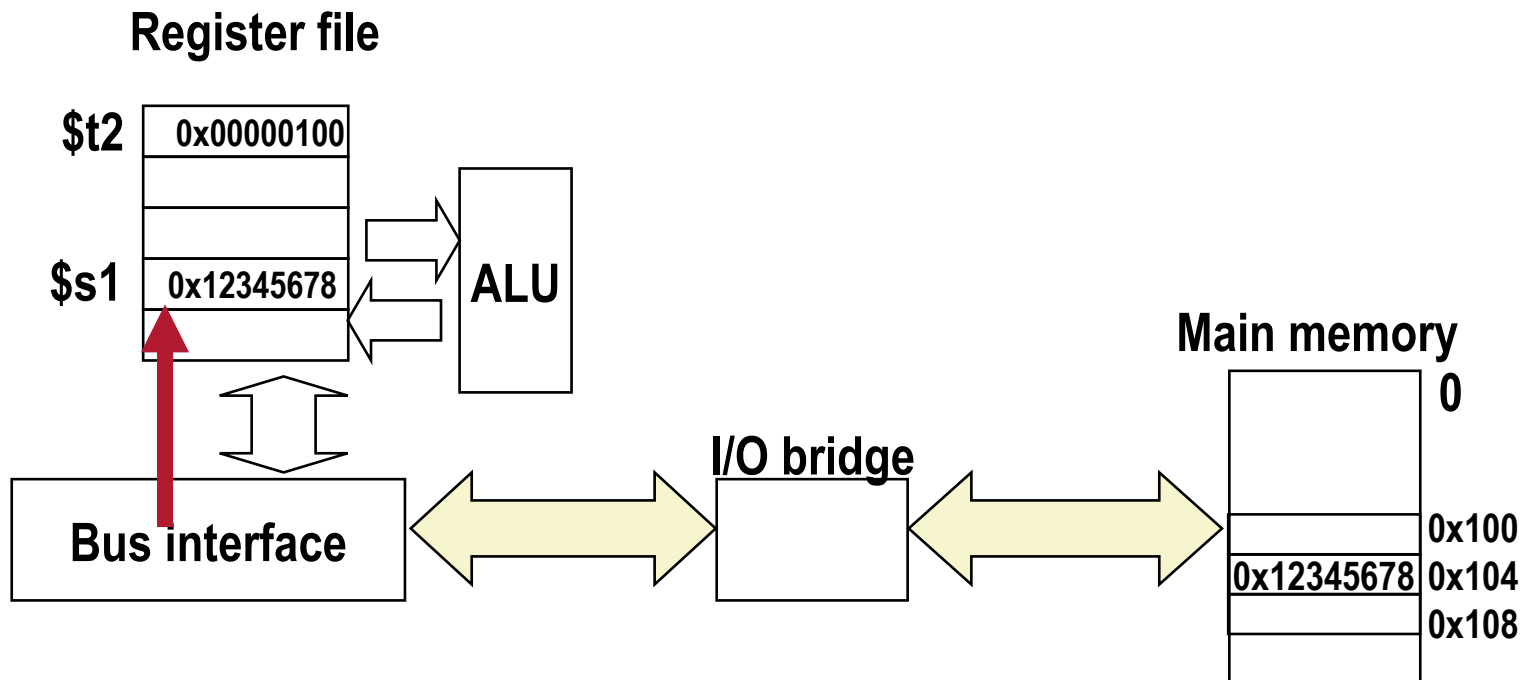 Register file
$t2 0x00000100
$s1 0x12345678
ALU
Main memory
0
I/O bridge
Bus interface
0x100
0x12345678 0x104
0x108